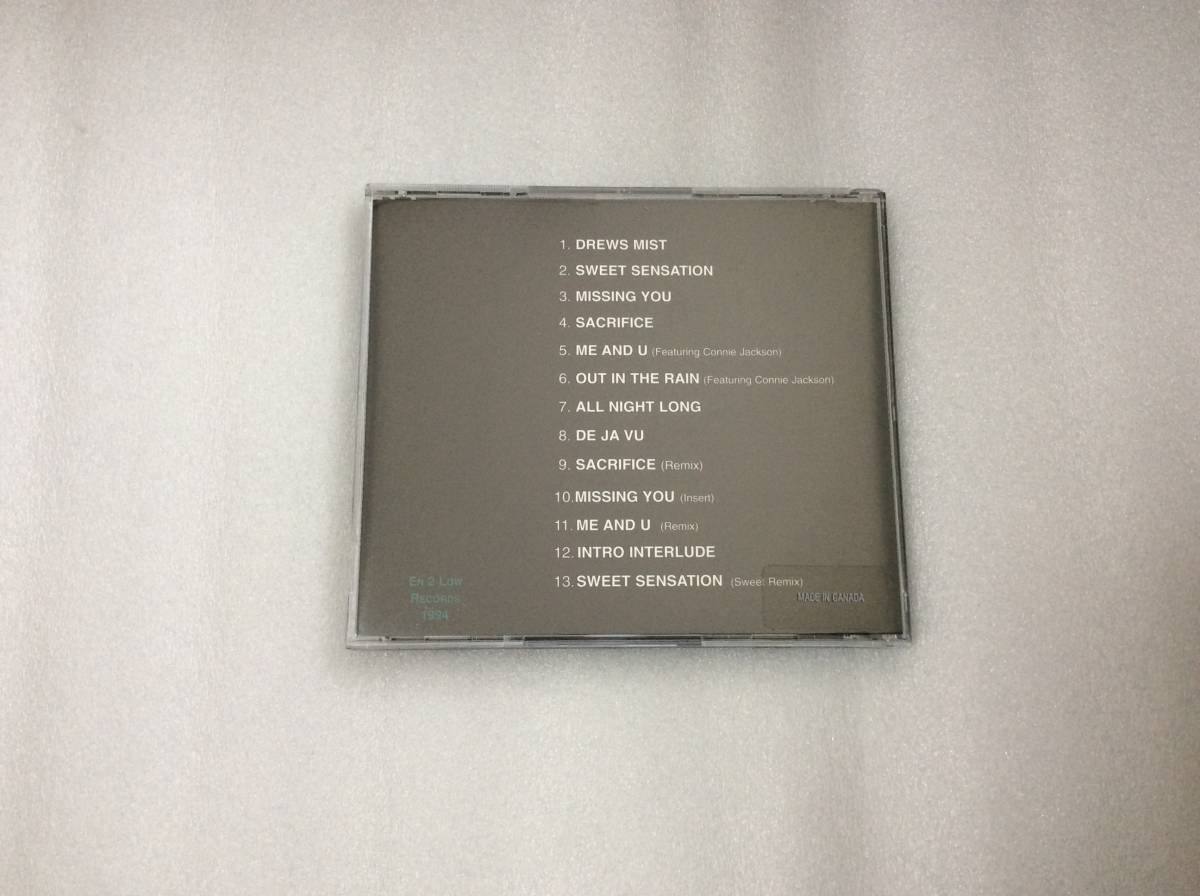 1. DREWS MIST
2. SWEET SENSATION
3. MISSING YOU
4. SACRIFICE
5. ME AND U (Featuring Connie Jackson)
6. OUT IN THE RAIN (Featuring Connie Jackson)
7. ALL NIGHT LONG
8. DE JA VU
9. SACRIFICE (Remix)
10. MISSING YOU (Insert)
11. ME AND U (Remix)
12. INTRO INTERLUDE
13. SWEET SENSATION (Sweet Remix)
EN 2 LOW
RECORDS
1994
MADE IN CANADA